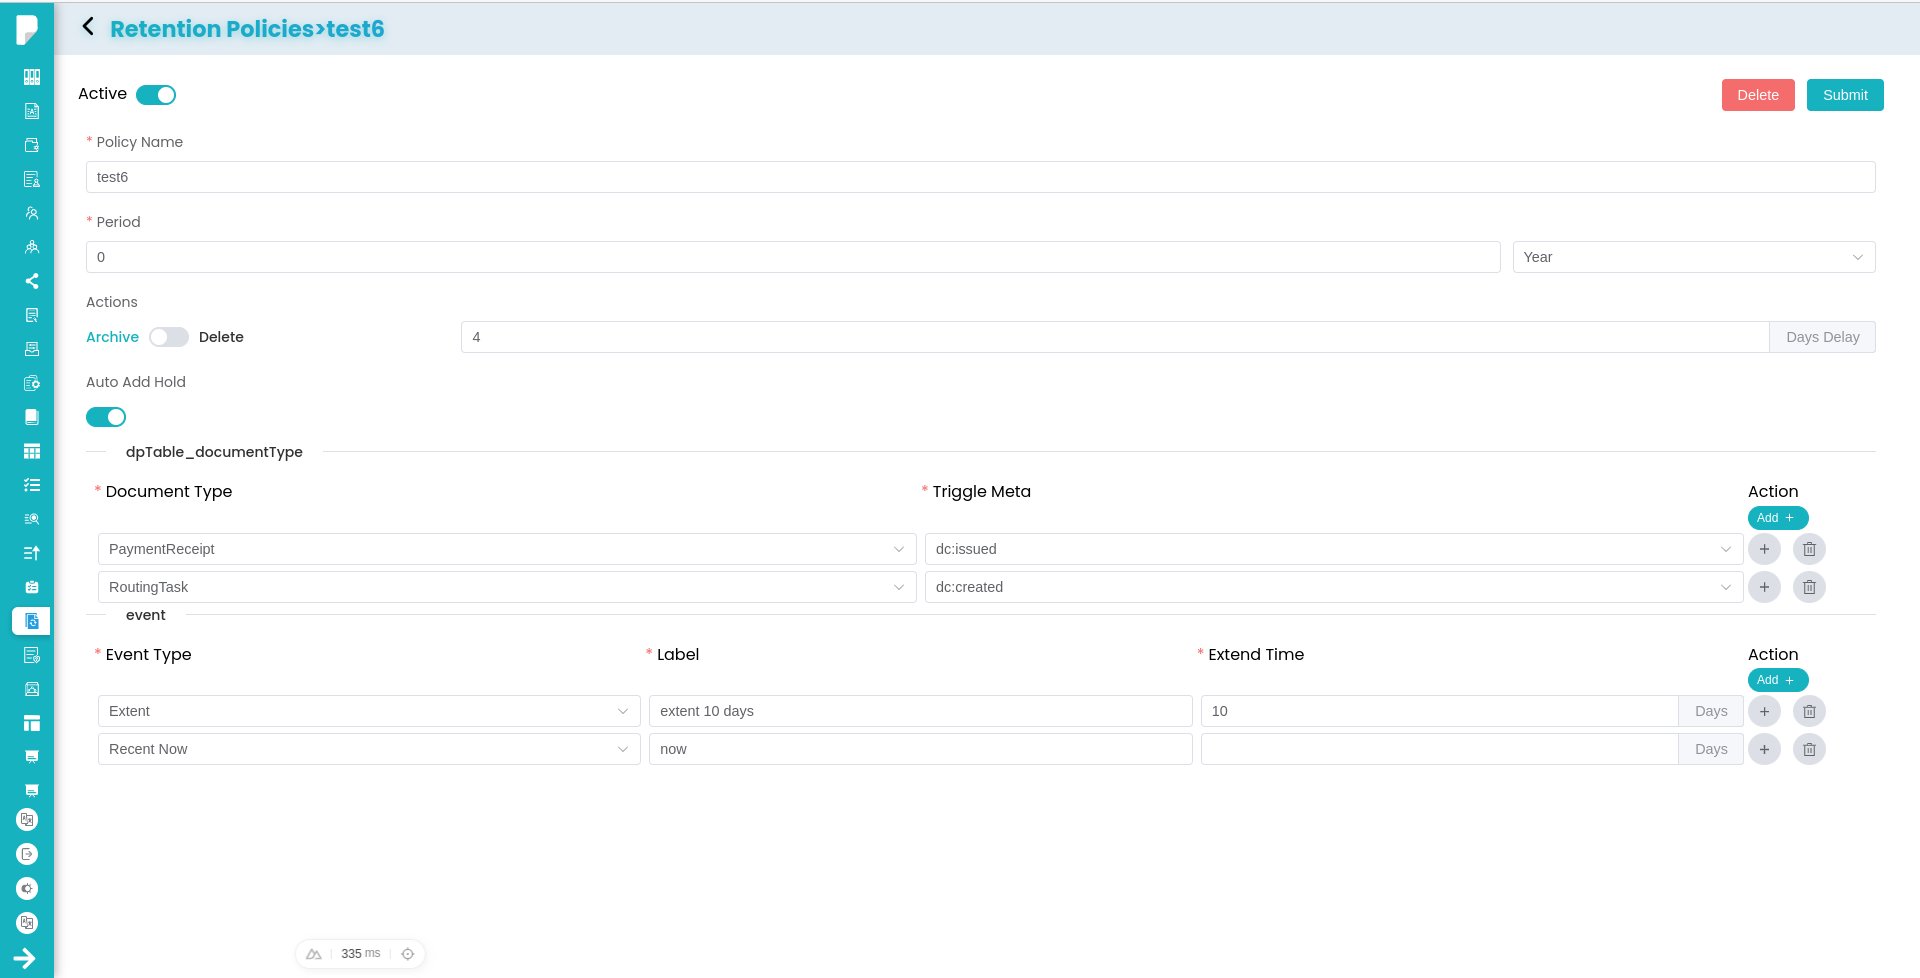 Retention Policies>test6
Active
Delete Submit
* Policy Name
test6
* Period
0 Year
Actions
Archive Delete 4 Days Delay
Auto Add Hold
dpTable_documentType
* Document Type * Triggle Meta Action
Add +
PaymentReceipt dc:issued
RoutingTask dc:created
event
* Event Type * Label * Extend Time Action
Add +
Extent extent 10 days 10 Days
Recent Now now Days
335 ms